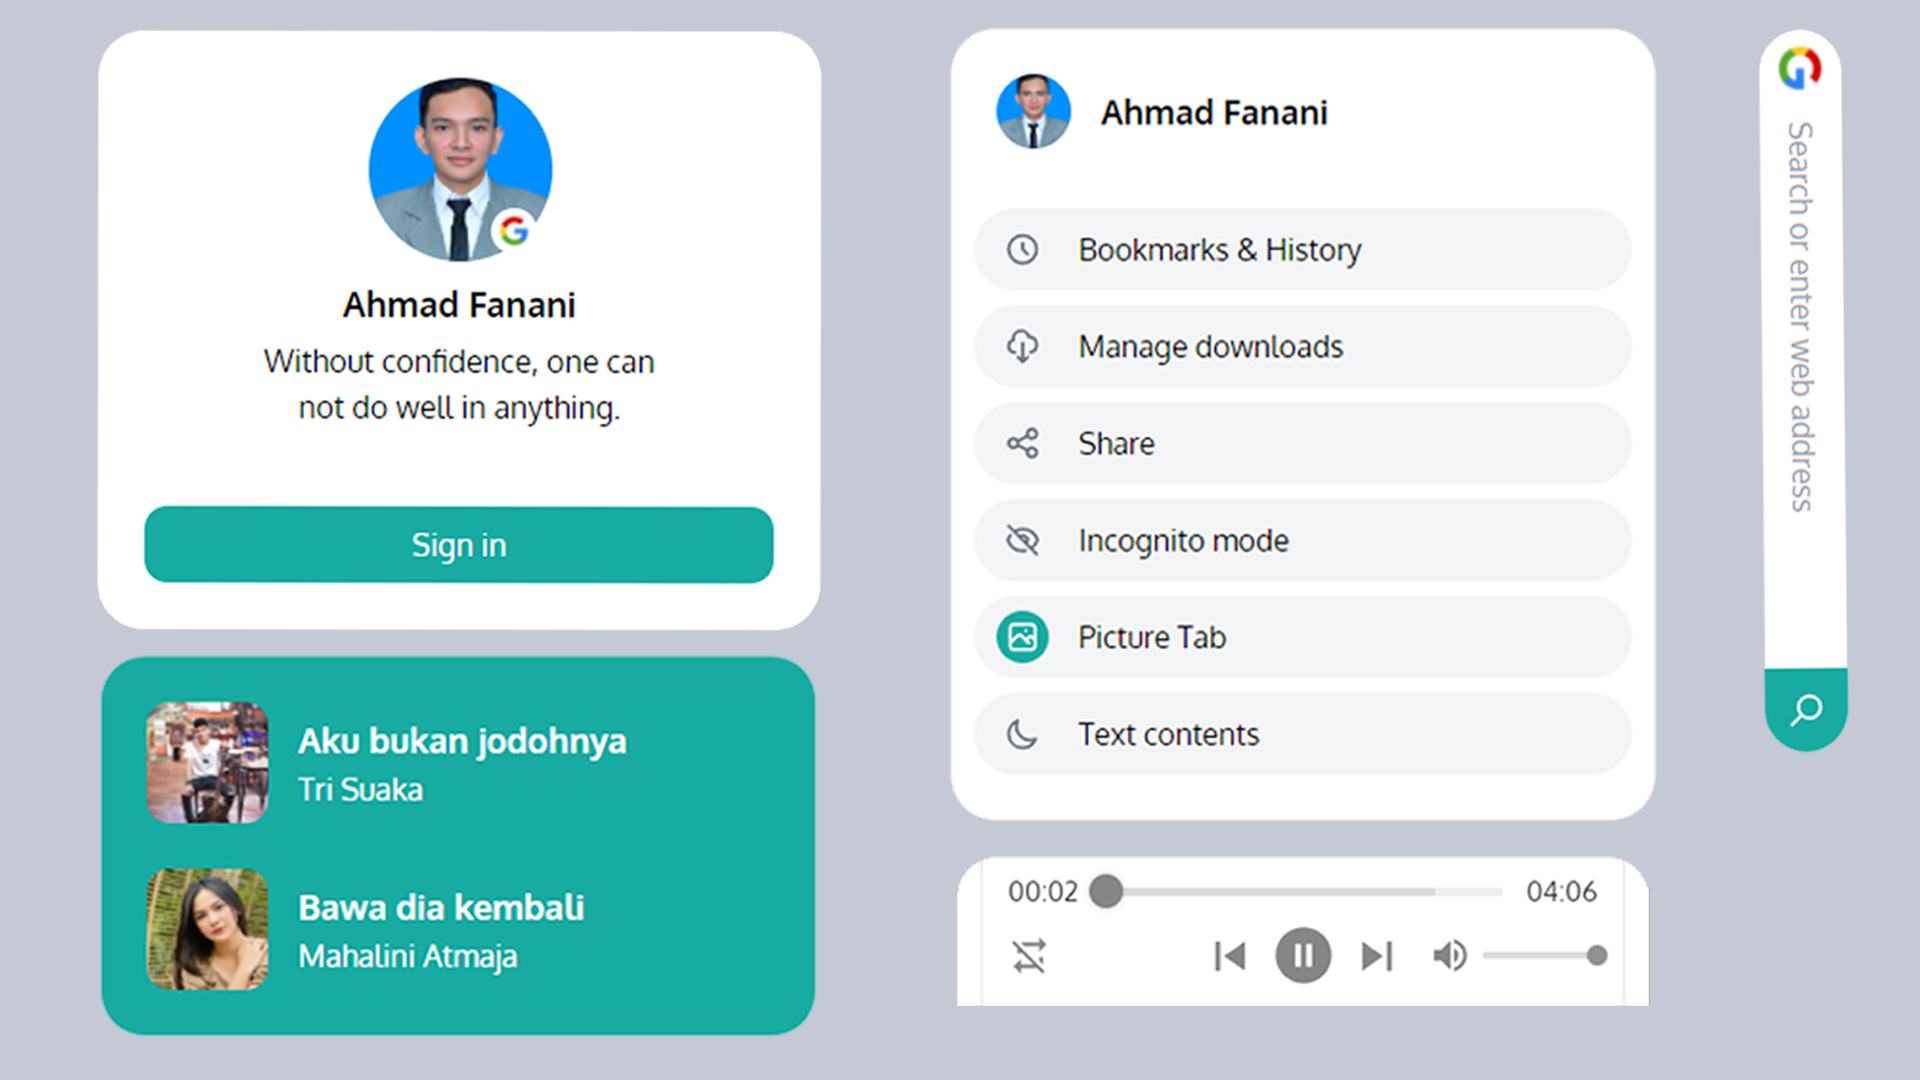 Ahmad Fanani
Without confidence, one can
not do well in anything.
Sign in
Aku bukan jodohnya
Tri Suaka
Bawa dia kembali
Mahalini Atmaja
Ahmad Fanani
Bookmarks & History
Manage downloads
Share
Incognito mode
Picture Tab
Text contents
00:02
04:06
Search or enter web address